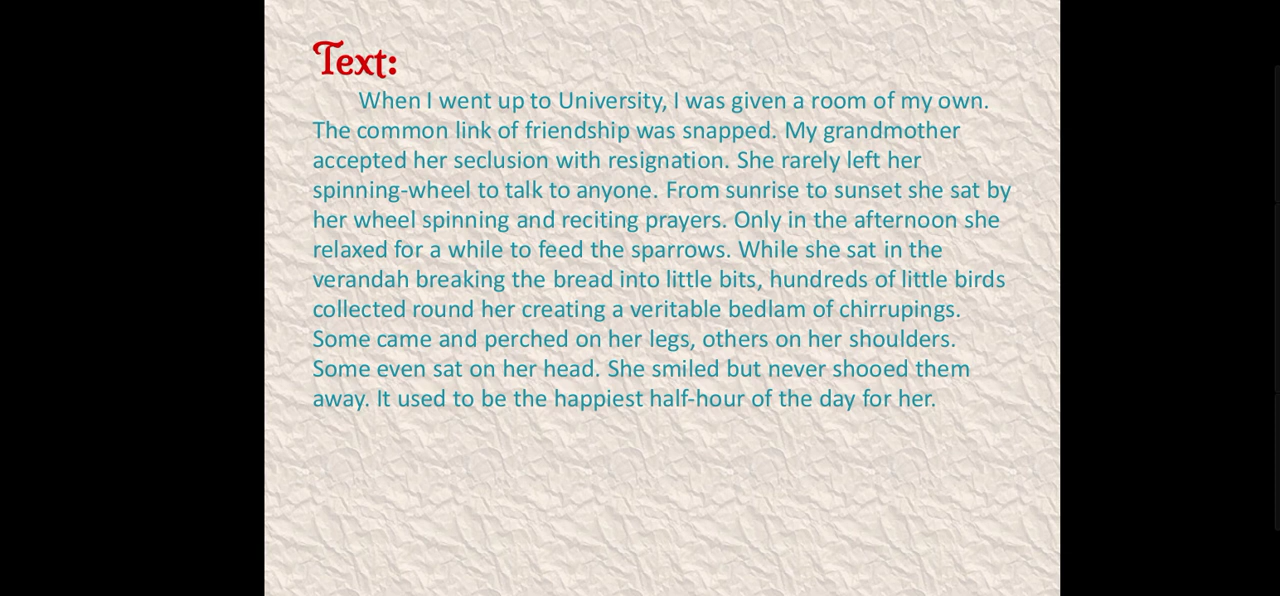 Text:
When I went up to University, I was given a room of my own.
The common link of friendship was snapped. My grandmother
accepted her seclusion with resignation. She rarely left her
spinning-wheel to talk to anyone. From sunrise to sunset she sat by
her wheel spinning and reciting prayers. Only in the afternoon she
relaxed for a while to feed the sparrows. While she sat in the
verandah breaking the bread into little bits, hundreds of little birds
collected round her creating a veritable bedlam of chirrupings.
Some came and perched on her legs, others on her shoulders.
Some even sat on her head. She smiled but never shooed them
away. It used to be the happiest half-hour of the day for her.